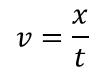 v = x/t